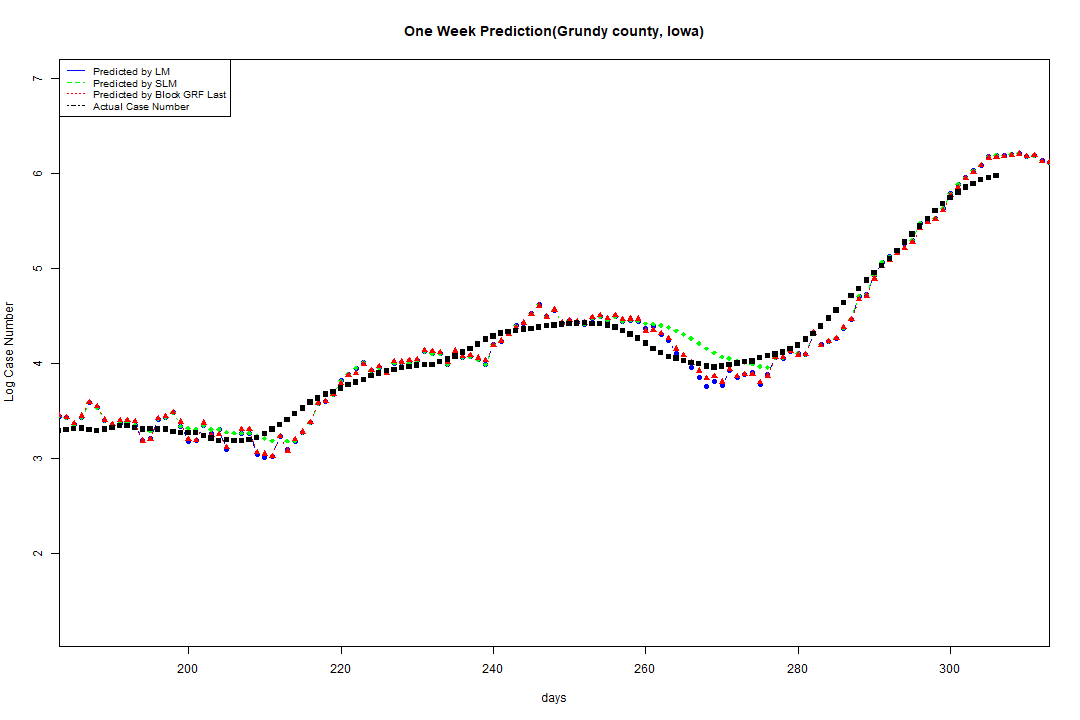 One Week Prediction(Grundy county, Iowa)
Predicted by LM
Predicted by SLM
Predicted by Block GRF Last
Actual Case Number
7
6
5
4
3
2
Log Case Number
200 220 240 260 280 300
days